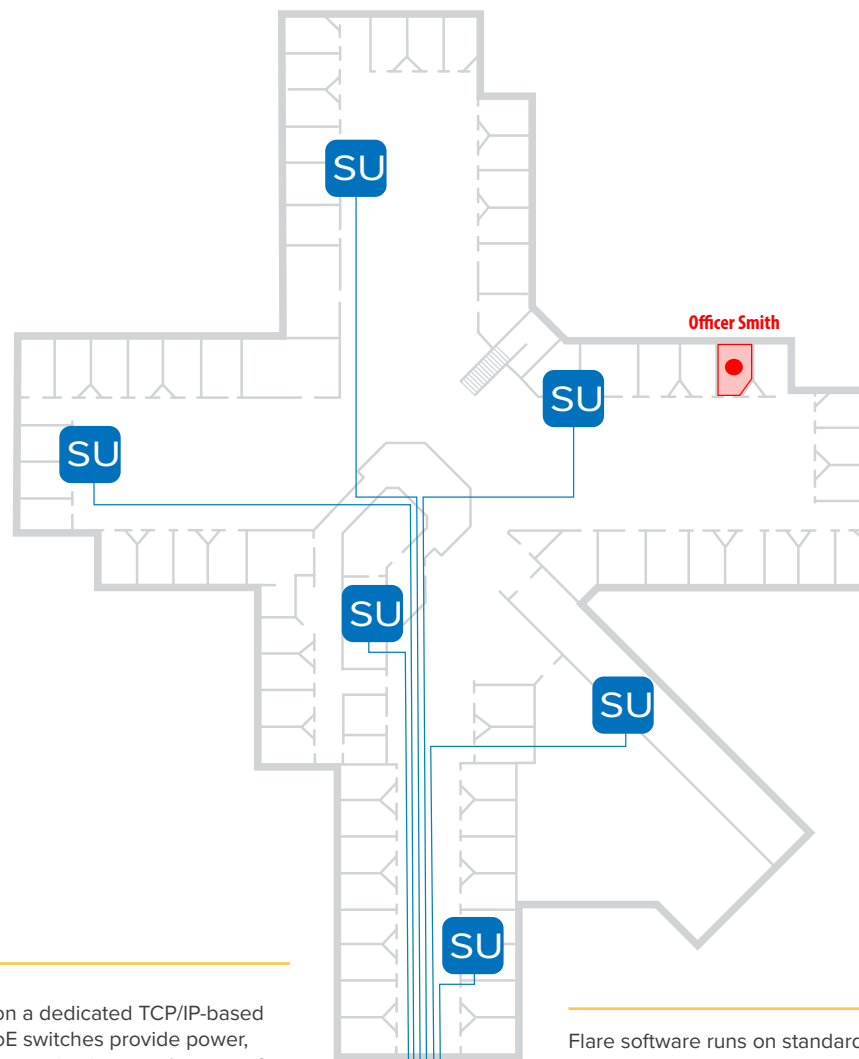 SU
Officer Smith
SU
SU
SU
SU
SU
on a dedicated TCP/IP-based
switches provide power,
Flare software runs on standard